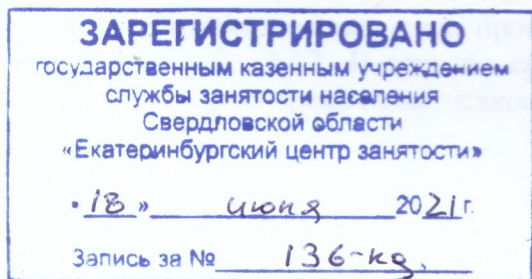 ЗАРЕГИСТРИРОВАНО
государственным казенным учреждением
службы занятости населения
Свердловской области
«Екатеринбургский центр занятости»
«18» июня 2021 г.
Запись за № 136-кд.